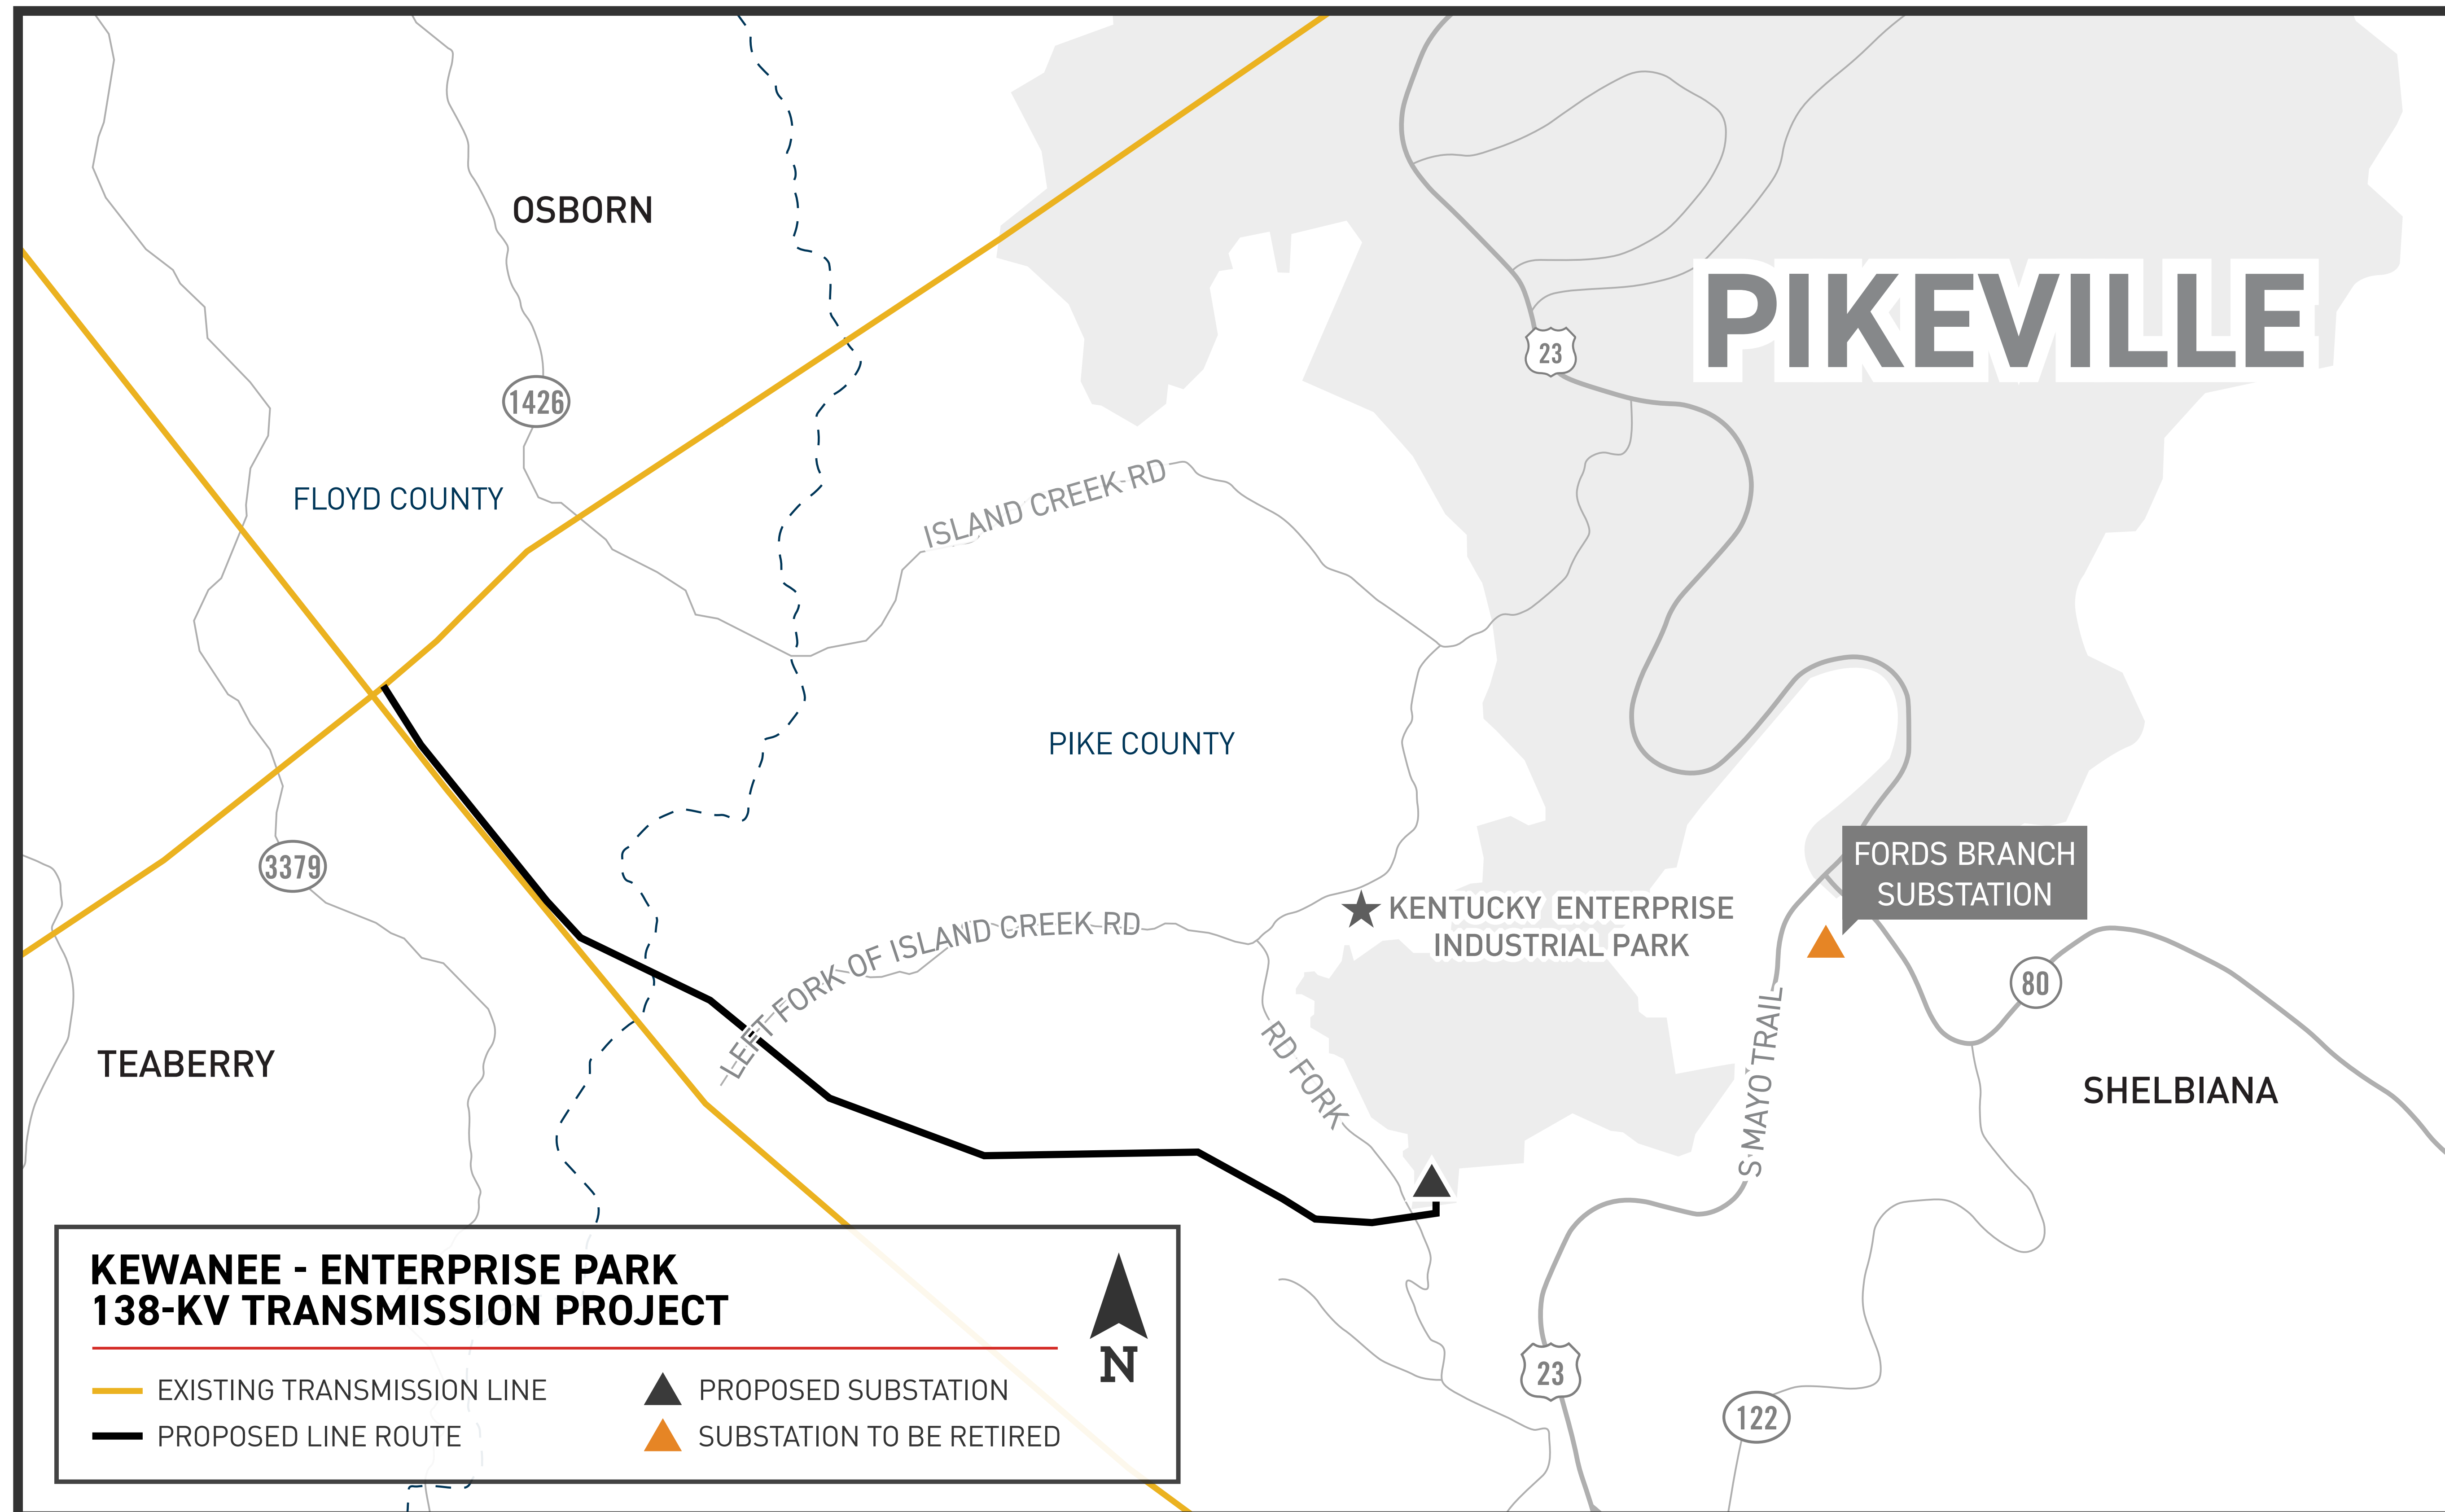 OSBORN
PIKEVILLE
23
1426
FLOYD COUNTY
ISLAND CREEK RD
PIKE COUNTY
3379
FORDS BRANCH
SUBSTATION
KENTUCKY ENTERPRISE
INDUSTRIAL PARK
LEFT FORK OF ISLAND CREEK RD
80
RD FORK
S MAYO TRAIL
TEABERRY
SHELBIANA
KEWANEE - ENTERPRISE PARK
138-KV TRANSMISSION PROJECT
N
EXISTING TRANSMISSION LINE
PROPOSED SUBSTATION
PROPOSED LINE ROUTE
SUBSTATION TO BE RETIRED
23
122